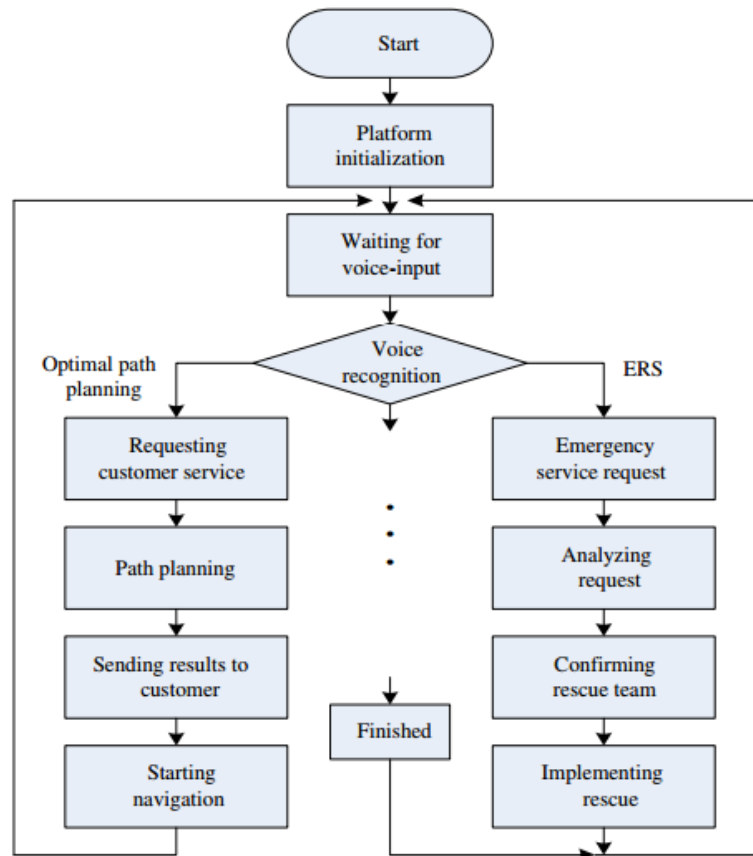 Start
Platform
initialization
Waiting for
voice-input
Voice
recognition
Optimal path
planning
ERS
Requesting
customer service
Path planning
Sending results to
customer
Starting
navigation
Finished
Emergency
service request
Analyzing
request
Confirming
rescue team
Implementing
rescue